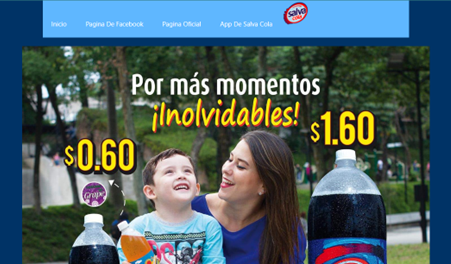 Inicio
Pagina De Facebook
Pagina Oficial
App De Salva Cola
Salva
cola
Por más momentos
¡Inolvidables!
$0.60
$1.60
Grape